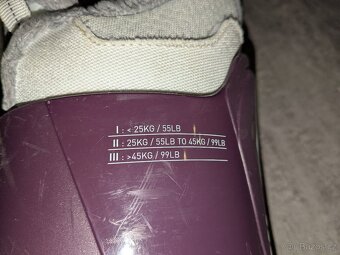 I : < 25KG / 55LB
II : 25KG / 55LB TO 45KG / 99LB
III : >45KG / 99LB